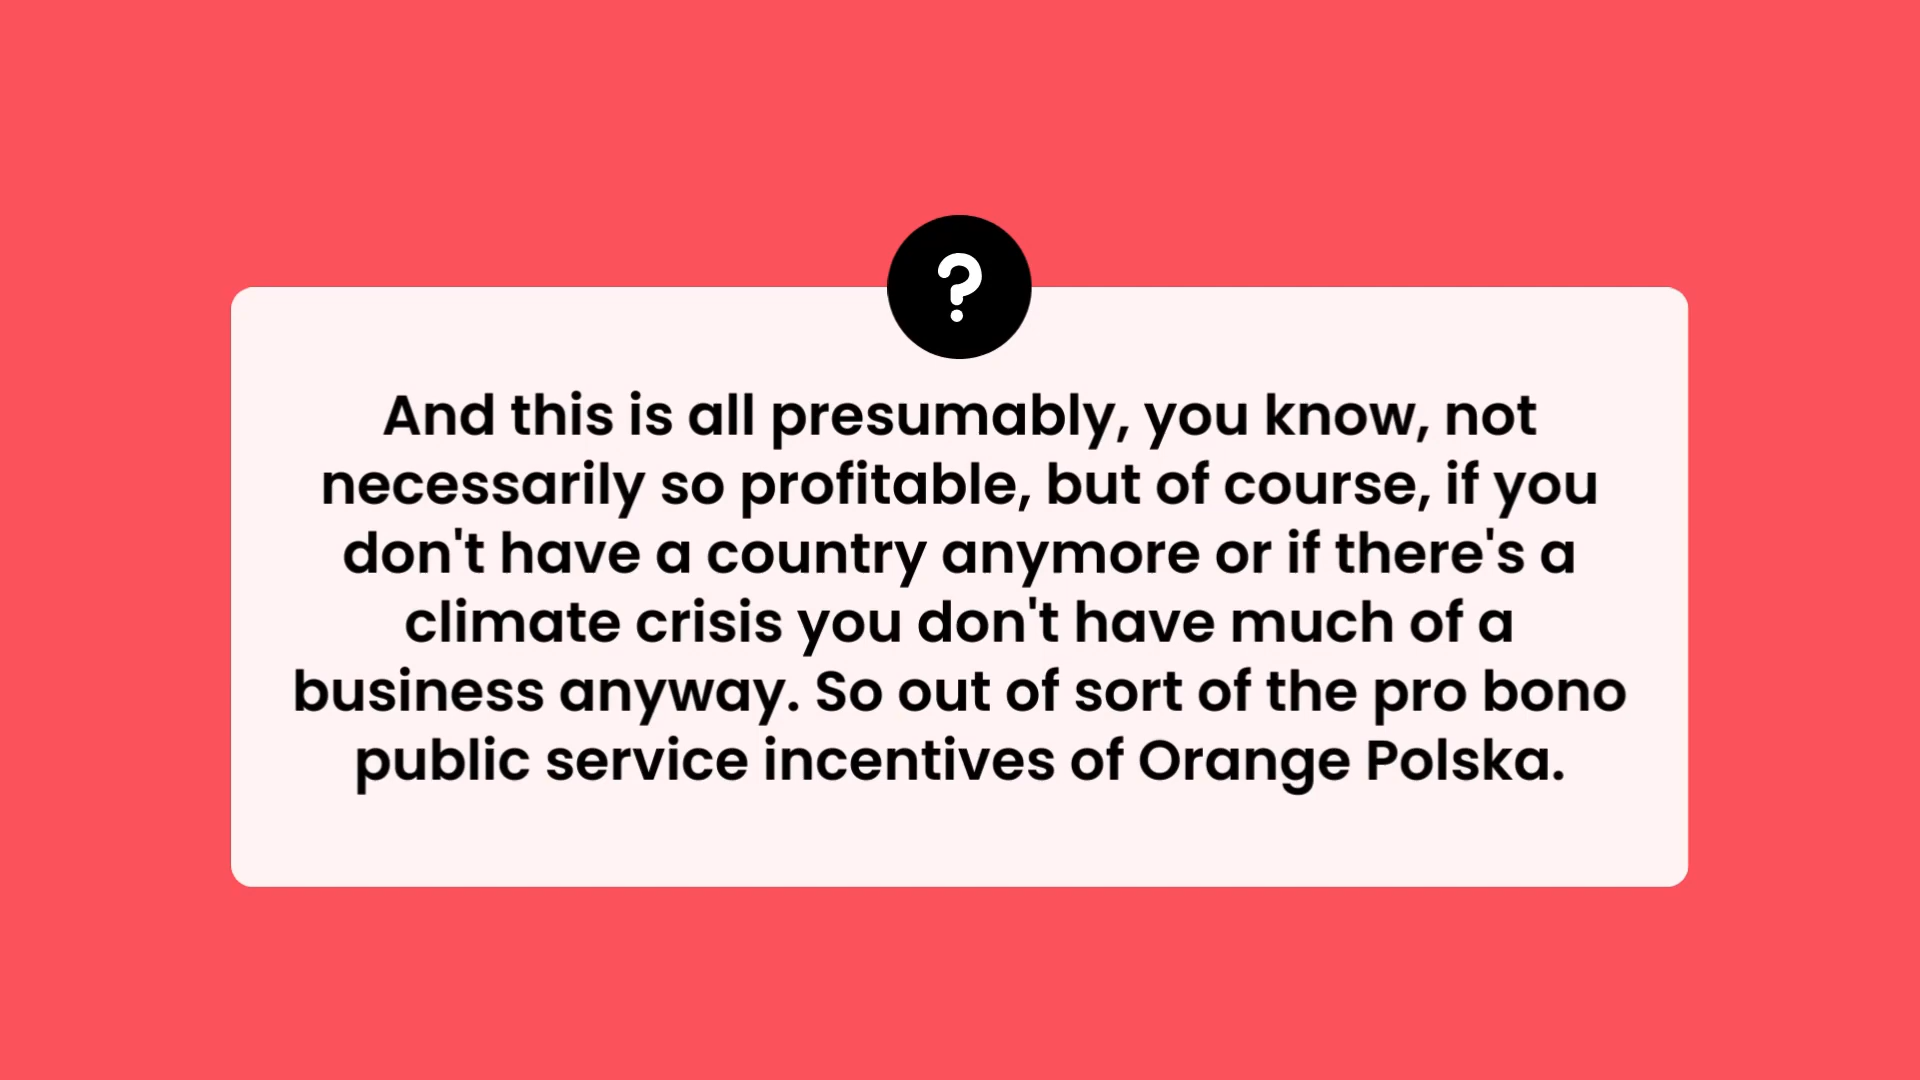 ?
And this is all presumably, you know, not
necessarily so profitable, but of course, if you
don't have a country anymore or if there's a
climate crisis you don't have much of a
business anyway. So out of sort of the pro bono
public service incentives of Orange Polska.